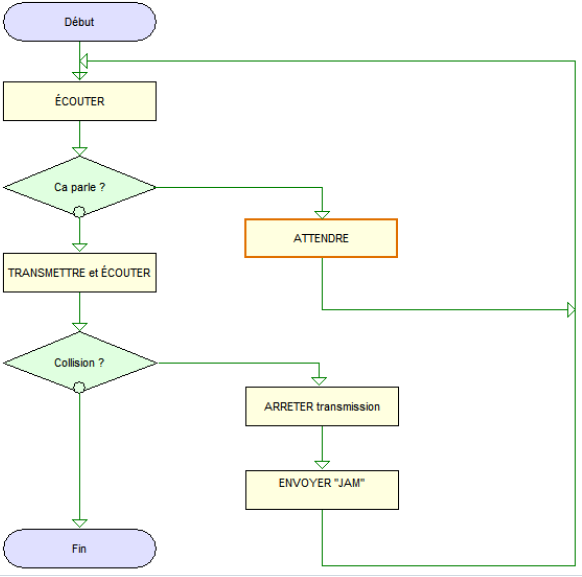 Début
ÉCOUTER
Ca parle ?
ATTENDRE
TRANSMETTRE et ÉCOUTER
Collision ?
ARRETER transmission
ENVOYER "JAM"
Fin